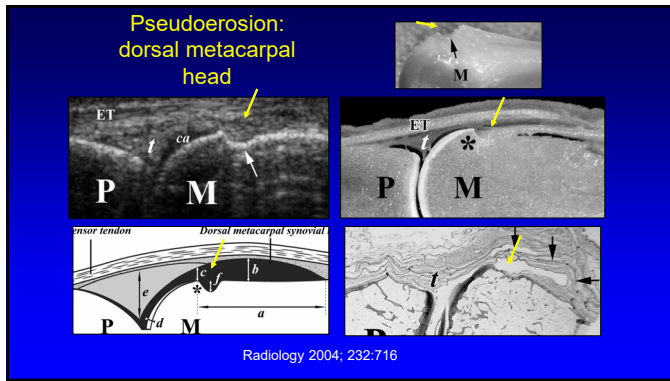 Pseudoerosion:
dorsal metacarpal
head
M
ET
t
ca
P
M
ET
t
*
P
M
ensor tendon
Dorsal metacarpal synovial
c
b
f
e
*
a
d
P
M
t
Radiology 2004; 232:716